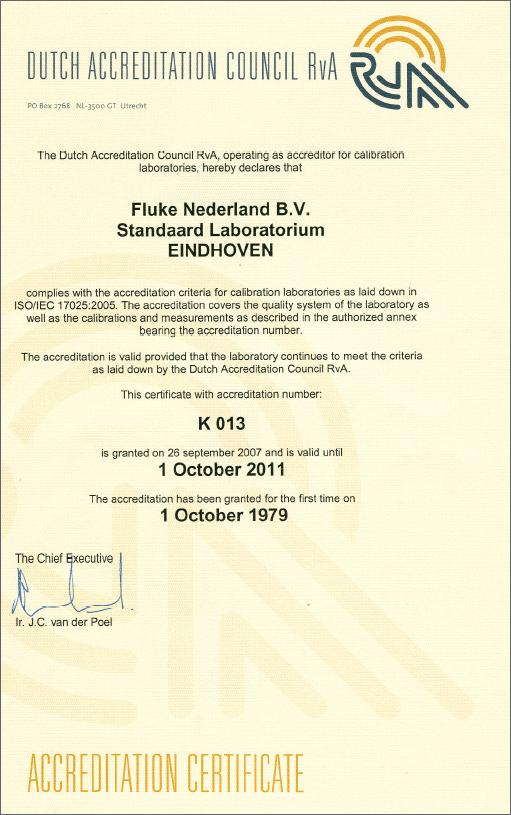 DUTCH ACCREDITATION COUNCIL RvA
RvA
PO Box 2768 NL-3500 GT Utrecht
The Dutch Accreditation Council RvA, operating as accreditor for calibration
laboratories, hereby declares that
Fluke Nederland B.V.
Standaard Laboratorium
EINDHOVEN
complies with the accreditation criteria for calibration laboratories as laid down in
ISO/IEC 17025:2005. The accreditation covers the quality system of the laboratory as
well as the calibrations and measurements as described in the authorized annex
bearing the accreditation number.
The accreditation is valid provided that the laboratory continues to meet the criteria
as laid down by the Dutch Accreditation Council RvA.
This certificate with accreditation number:
K 013
is granted on 26 september 2007 and is valid until
1 October 2011
The accreditation has been granted for the first time on
1 October 1979
The Chief Executive
Ir. J.C. van der Poel
ACCREDITATION CERTIFICATE